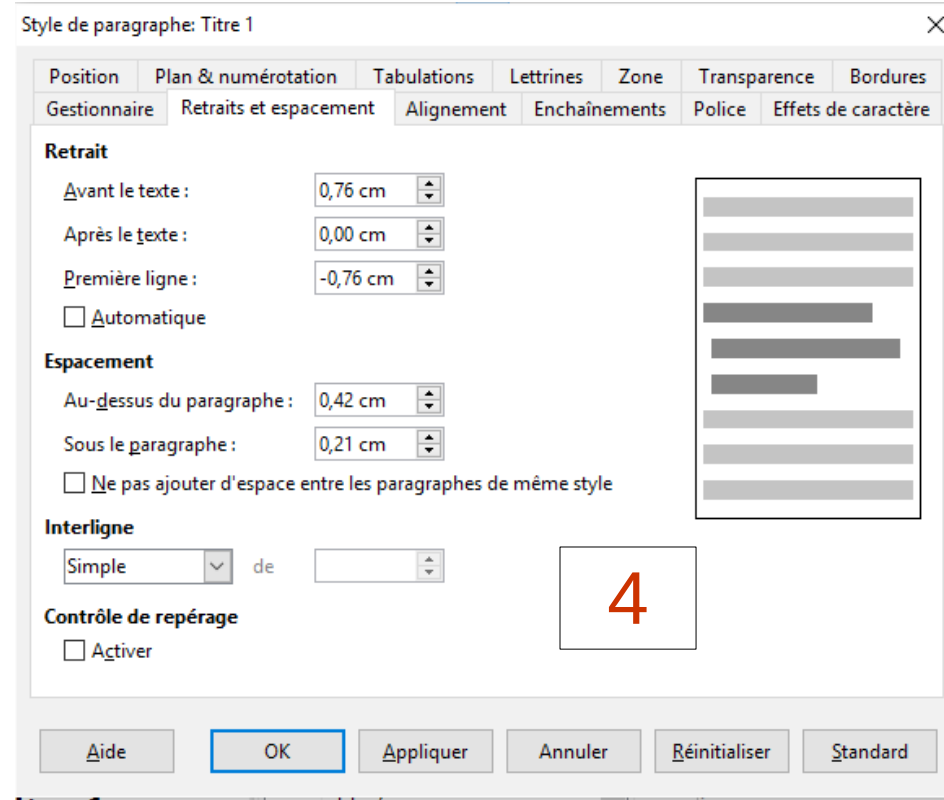 Style de paragraphe: Titre 1
Position Plan & numérotation Tabulations Lettrines Zone Transparence Bordures
Gestionnaire Retraits et espacement Alignement Enchaînements Police Effets de caractère
Retrait
Avant le texte : 0,76 cm
Après le texte : 0,00 cm
Première ligne : -0,76 cm
Automatique
Espacement
Au-dessus du paragraphe : 0,42 cm
Sous le paragraphe : 0,21 cm
Ne pas ajouter d'espace entre les paragraphes de même style
Interligne
Simple de
4
Contrôle de repérage
Activer
Aide OK Appliquer Annuler Réinitialiser Standard